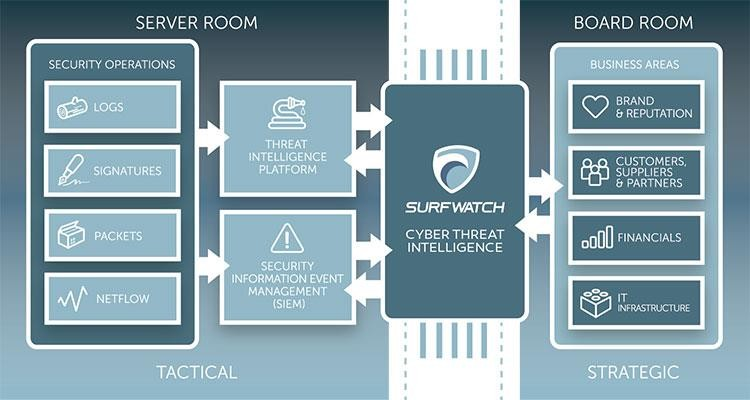 SERVER ROOM
SECURITY OPERATIONS
LOGS
SIGNATURES
PACKETS
NETFLOW
THREAT
INTELLIGENCE
PLATFORM
SECURITY
INFORMATION EVENT
MANAGEMENT
(SIEM)
TACTICAL
SURFWATCH
CYBER THREAT
INTELLIGENCE
BOARD ROOM
BUSINESS AREAS
BRAND
& REPUTATION
CUSTOMERS,
SUPPLIERS
& PARTNERS
FINANCIALS
IT
INFRASTRUCTURE
STRATEGIC